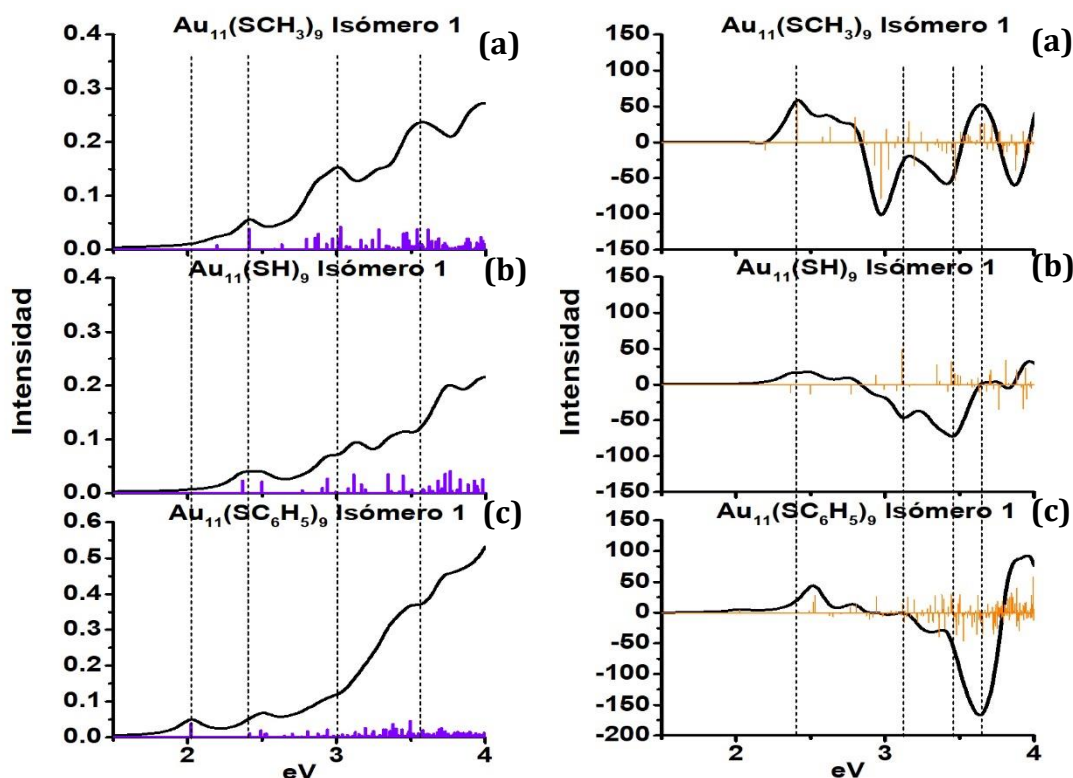 Au₁₁(SCH₃)₉ Isómero 1
(a)
0.4
0.3
0.2
0.1
0.0
Au₁₁(SH)₉ Isómero 1
(b)
0.4
0.3
0.2
0.1
0.0
Au₁₁(SC₆H₅)₉ Isómero 1
(c)
0.6
0.5
0.4
0.3
0.2
0.1
0.0
2
3
4
eV
Intensidad
Au₁₁(SCH₃)₉ Isómero 1
(a)
150
100
50
0
-50
-100
150
Au₁₁(SH)₉ Isómero 1
(b)
150
100
50
0
-50
-100
-150
Au₁₁(SC₆H₅)₉ Isómero 1
(c)
150
100
50
0
-50
-100
-150
-200
2
3
4
eV
Intensidad